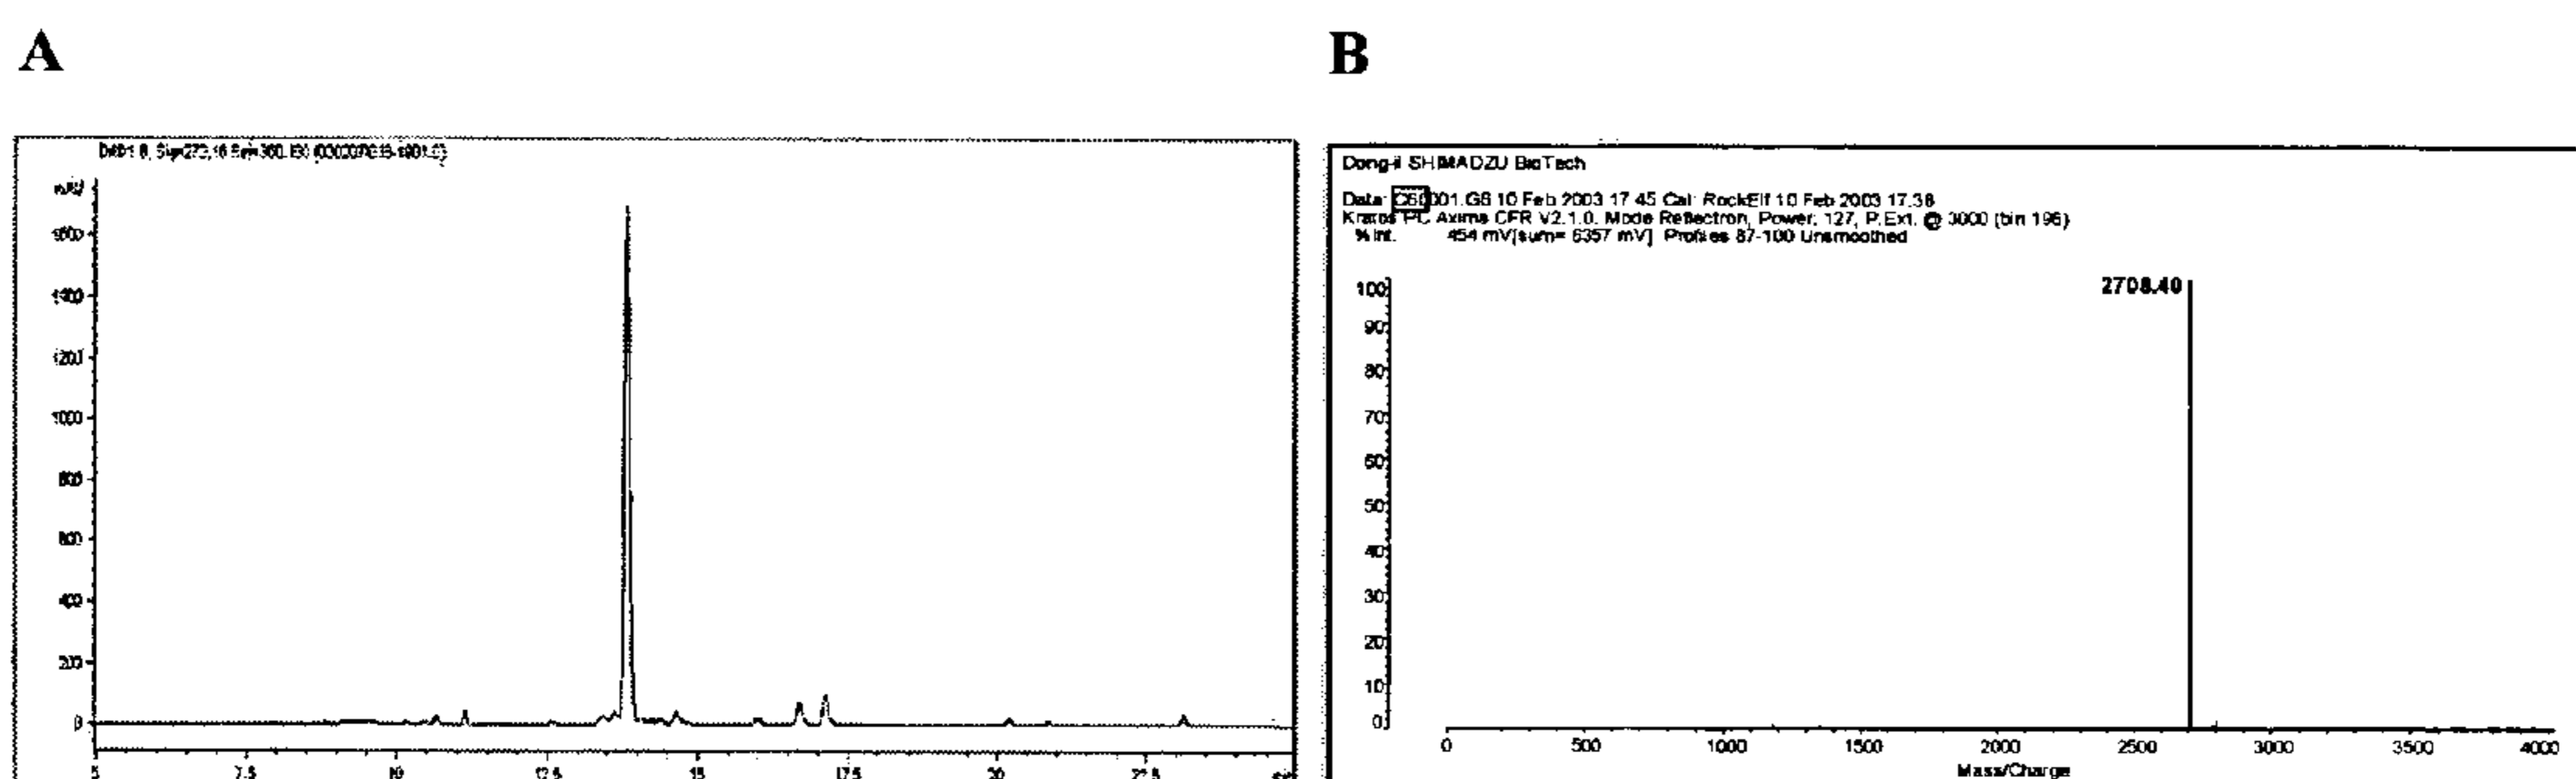 A
B
Dong-il SHIMADZU BioTech
Data: C60001.G6 10 Feb 2003 17.45 Cal: RockElf 10 Feb 2003 17.38
Kratos PC Axima CFR V2.1.0. Mode Reflectron, Power: 127, P.Ext. @ 3000 (bin 196)
% Int. 454 mV[sum= 6357 mV] Profiles 87-100 Unsmoothed
1400
1200
1000
800
600
400
200
0
5 7.5 10 12.5 15 17.5 20 22.5
2708.40
100
90
80
70
60
50
40
30
20
10
0
0 500 1000 1500 2000 2500 3000 3500 4000
Mass/Charge